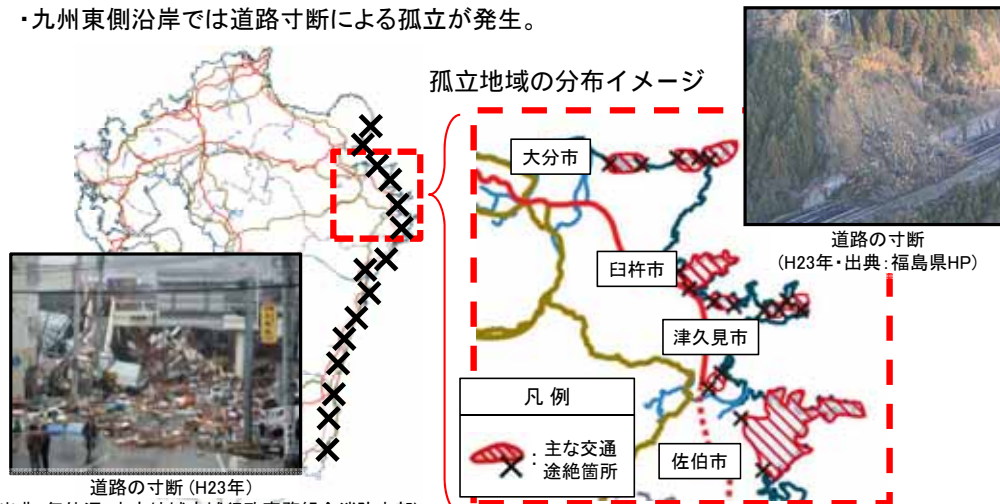 ・九州東側沿岸では道路寸断による孤立が発生。
孤立地域の分布イメージ
大分市
臼杵市
津久見市
佐伯市
凡 例
: 主な交通
途絶箇所
道路の寸断
(H23年・出典:福島県HP)
道路の寸断 (H23年)